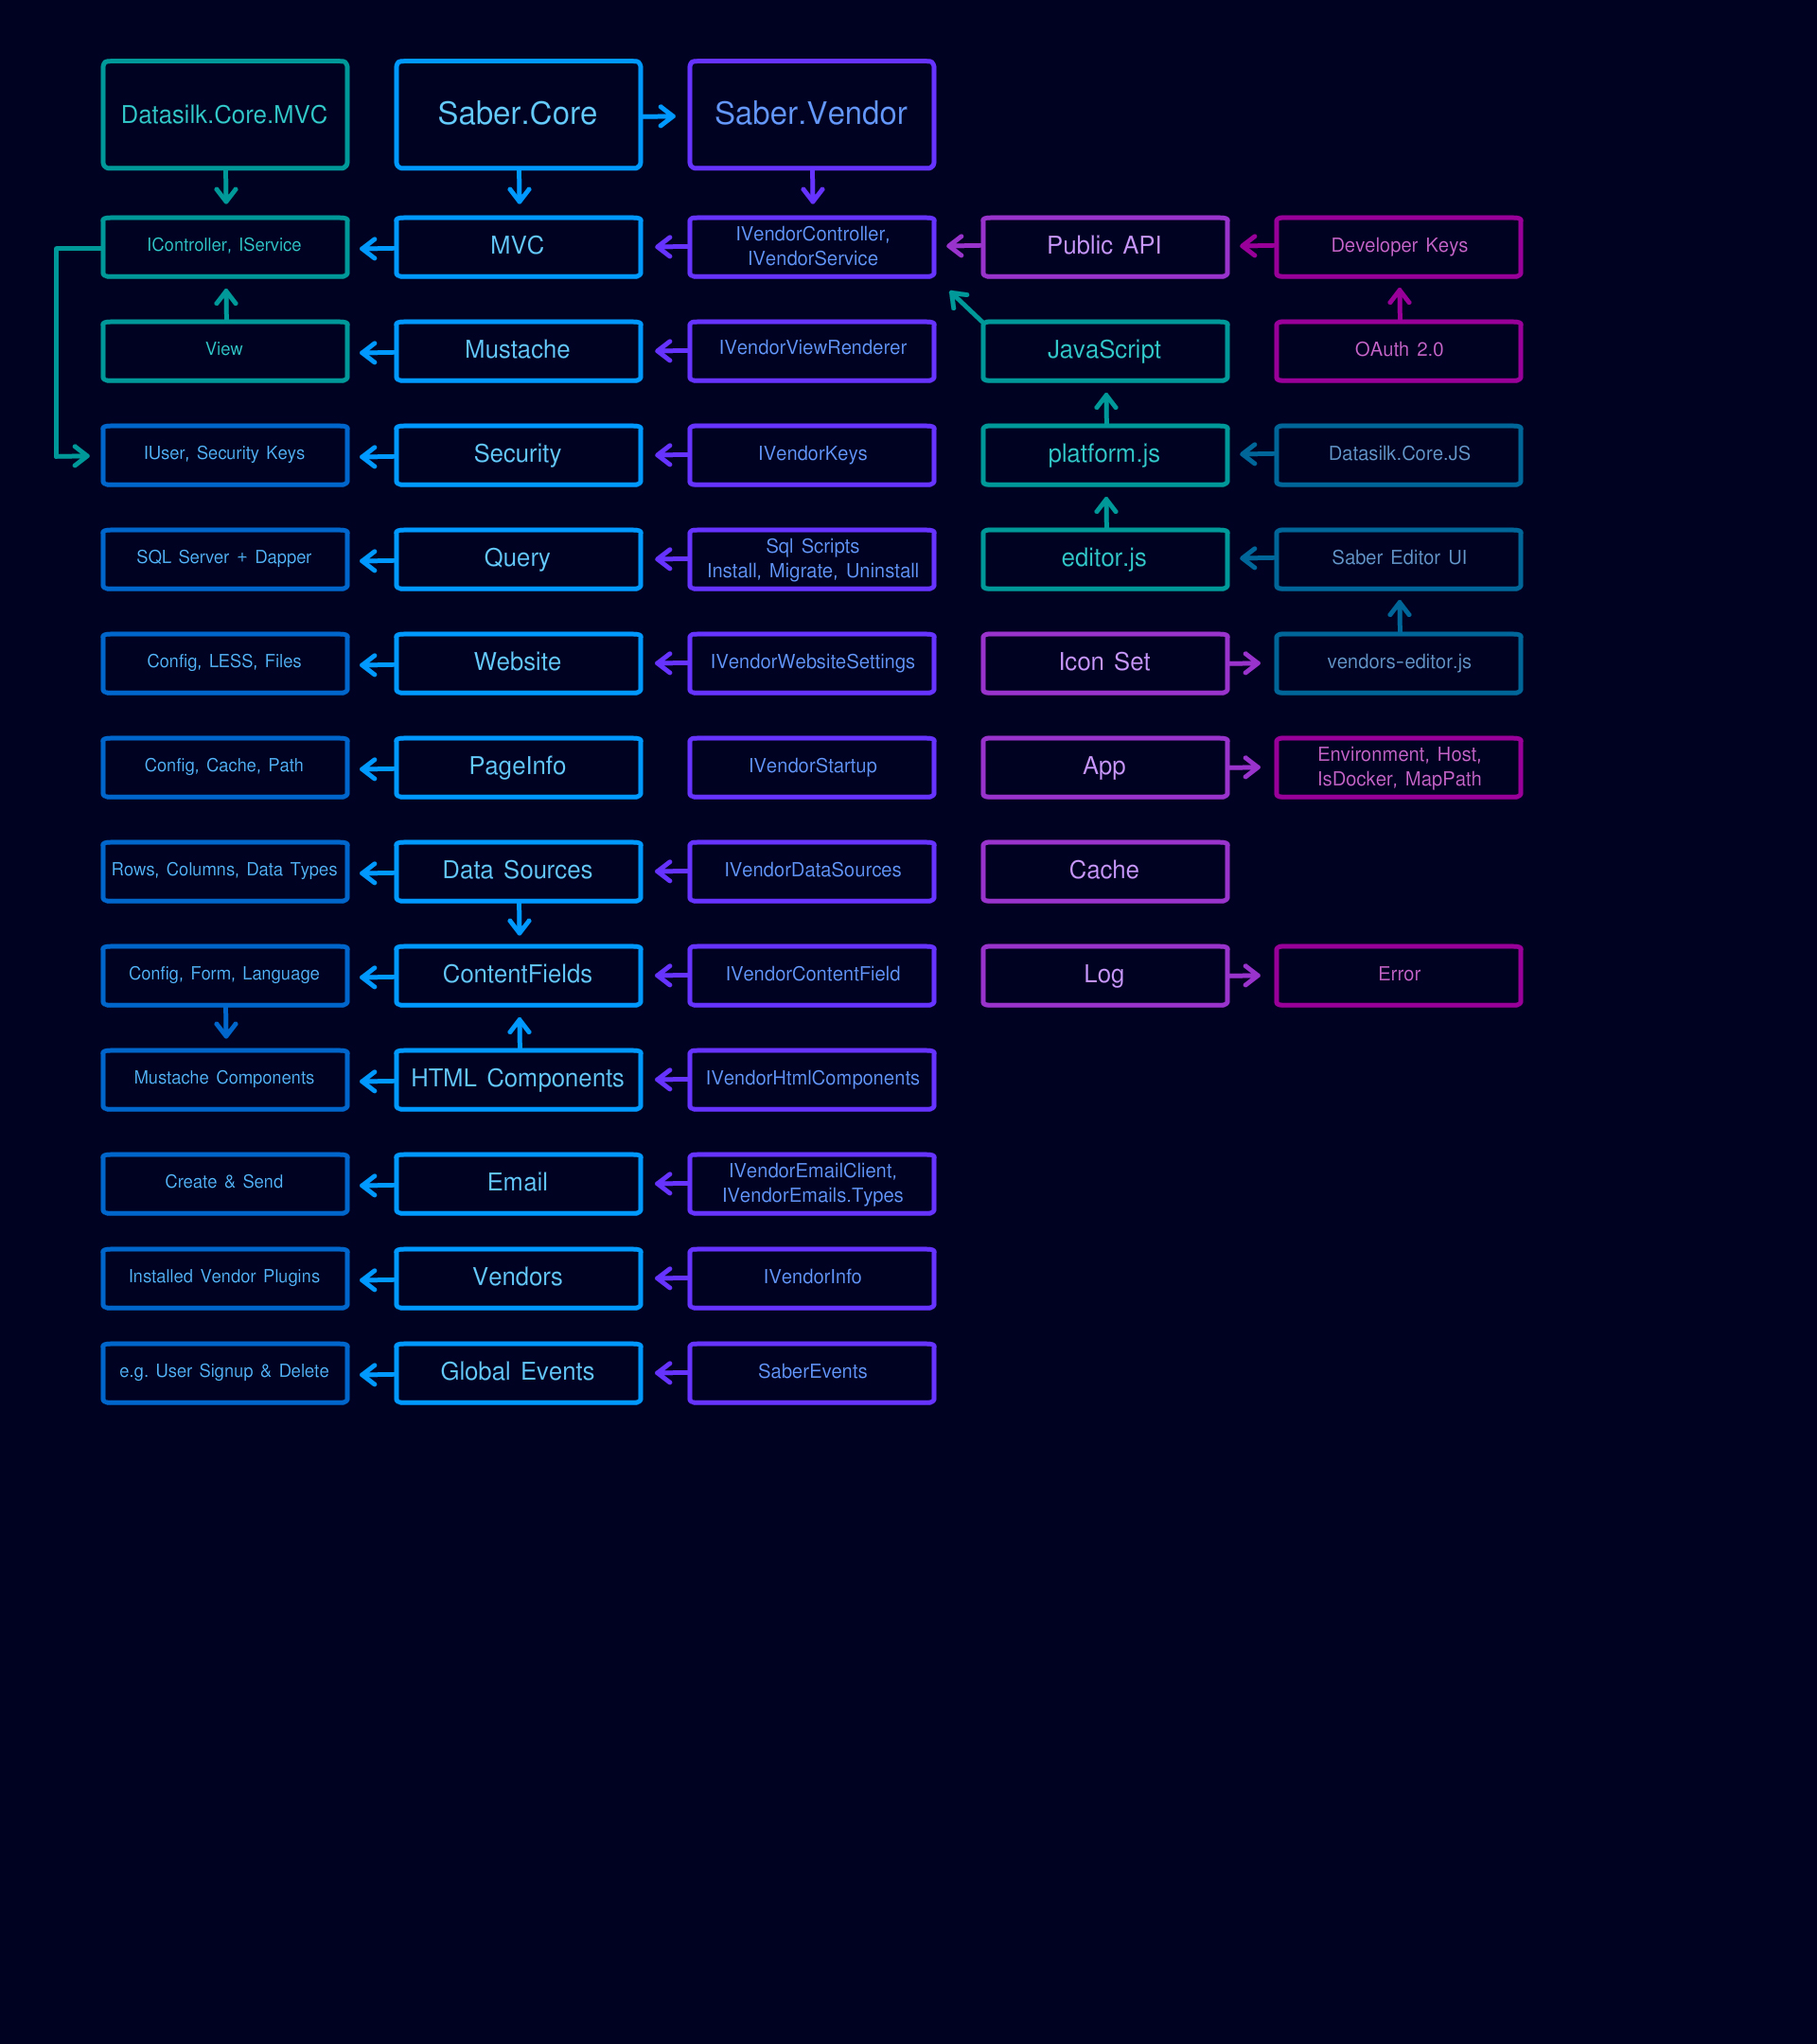 Datasilk.Core.MVC
Saber.Core
Saber.Vendor
IController, IService
MVC
IVendorController,
IVendorService
Public API
Developer Keys
View
Mustache
IVendorViewRenderer
JavaScript
OAuth 2.0
IUser, Security Keys
Security
IVendorKeys
platform.js
Datasilk.Core.JS
SQL Server + Dapper
Query
Sql Scripts
Install, Migrate, Uninstall
editor.js
Saber Editor UI
Config, LESS, Files
Website
IVendorWebsiteSettings
Icon Set
vendors-editor.js
Config, Cache, Path
PageInfo
IVendorStartup
App
Environment, Host,
IsDocker, MapPath
Rows, Columns, Data Types
Data Sources
IVendorDataSources
Cache
Config, Form, Language
ContentFields
IVendorContentField
Log
Error
Mustache Components
HTML Components
IVendorHtmlComponents
Create & Send
Email
IVendorEmailClient,
IVendorEmails.Types
Installed Vendor Plugins
Vendors
IVendorInfo
e.g. User Signup & Delete
Global Events
SaberEvents